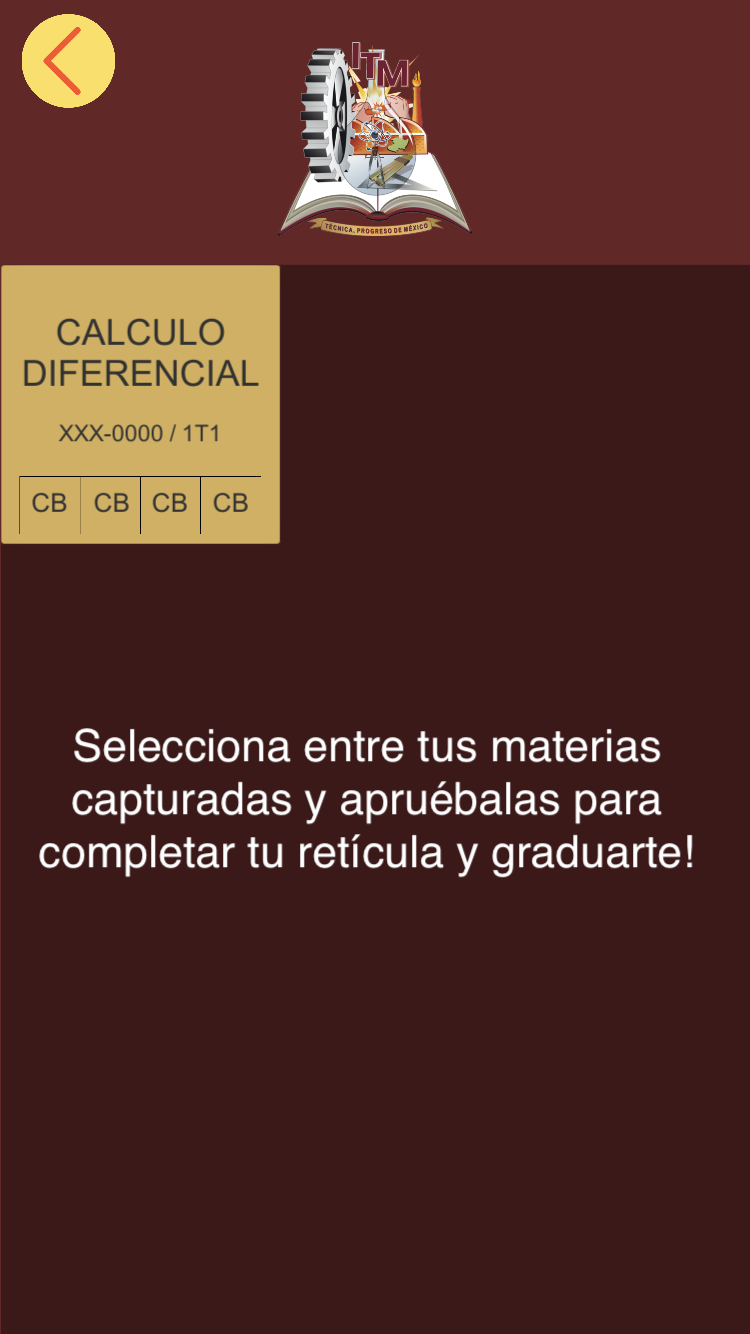 ITM
TÉCNICA, PROGRESO DE MÉXICO
CALCULO
DIFERENCIAL
XXX-0000 / 1T1
CB CB CB CB
Selecciona entre tus materias
capturadas y apruébalas para
completar tu retícula y graduarte!